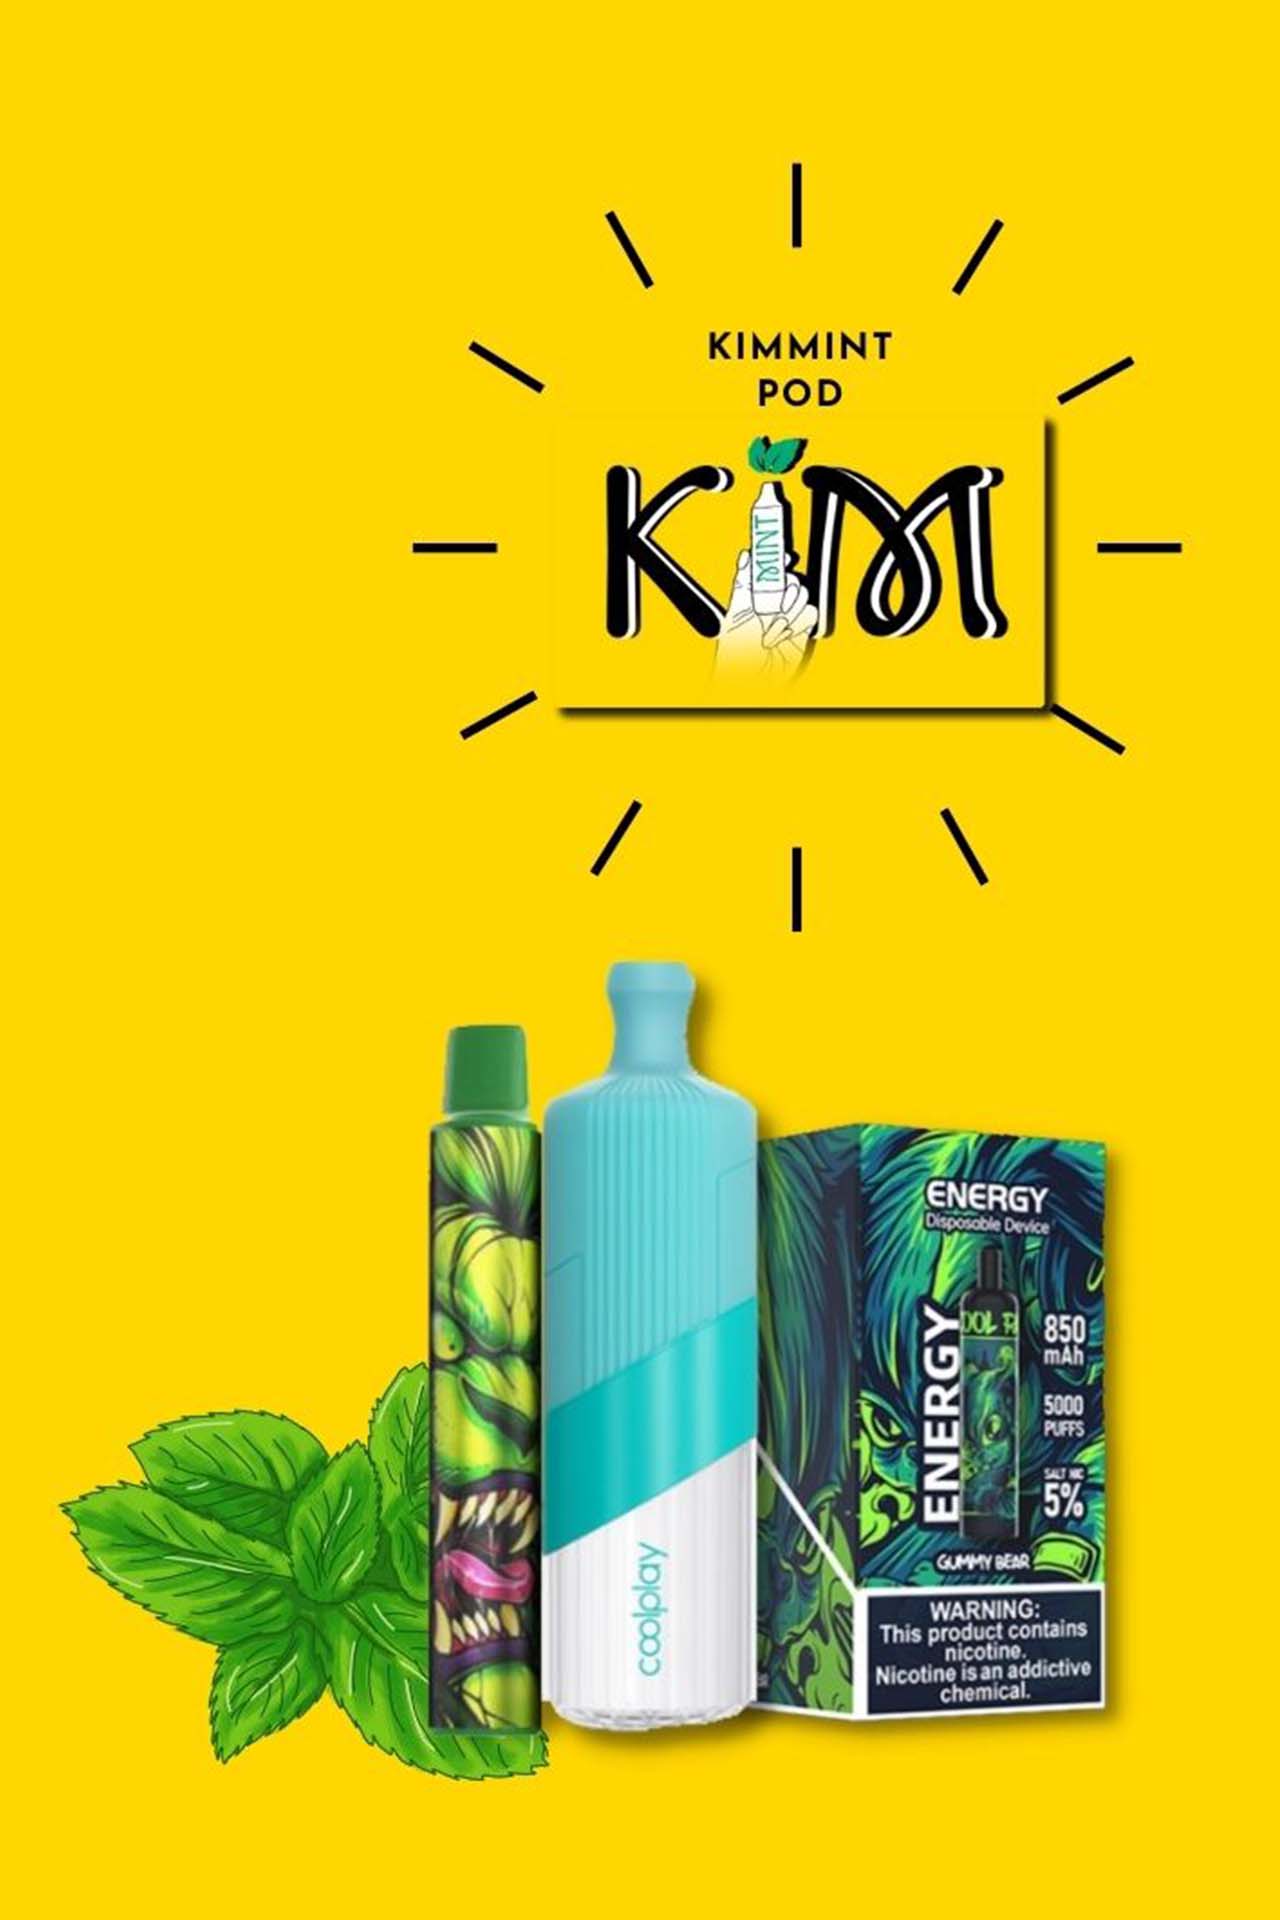 KIMMINT
POD
KiM
MINT
ENERGY
Disposable Device
ENERGY
850
mAh
5000
PUFFS
SALT NIC
5%
GUMMY BEAR
WARNING:
This product contains
nicotine.
Nicotine is an addictive
chemical.
coolplay